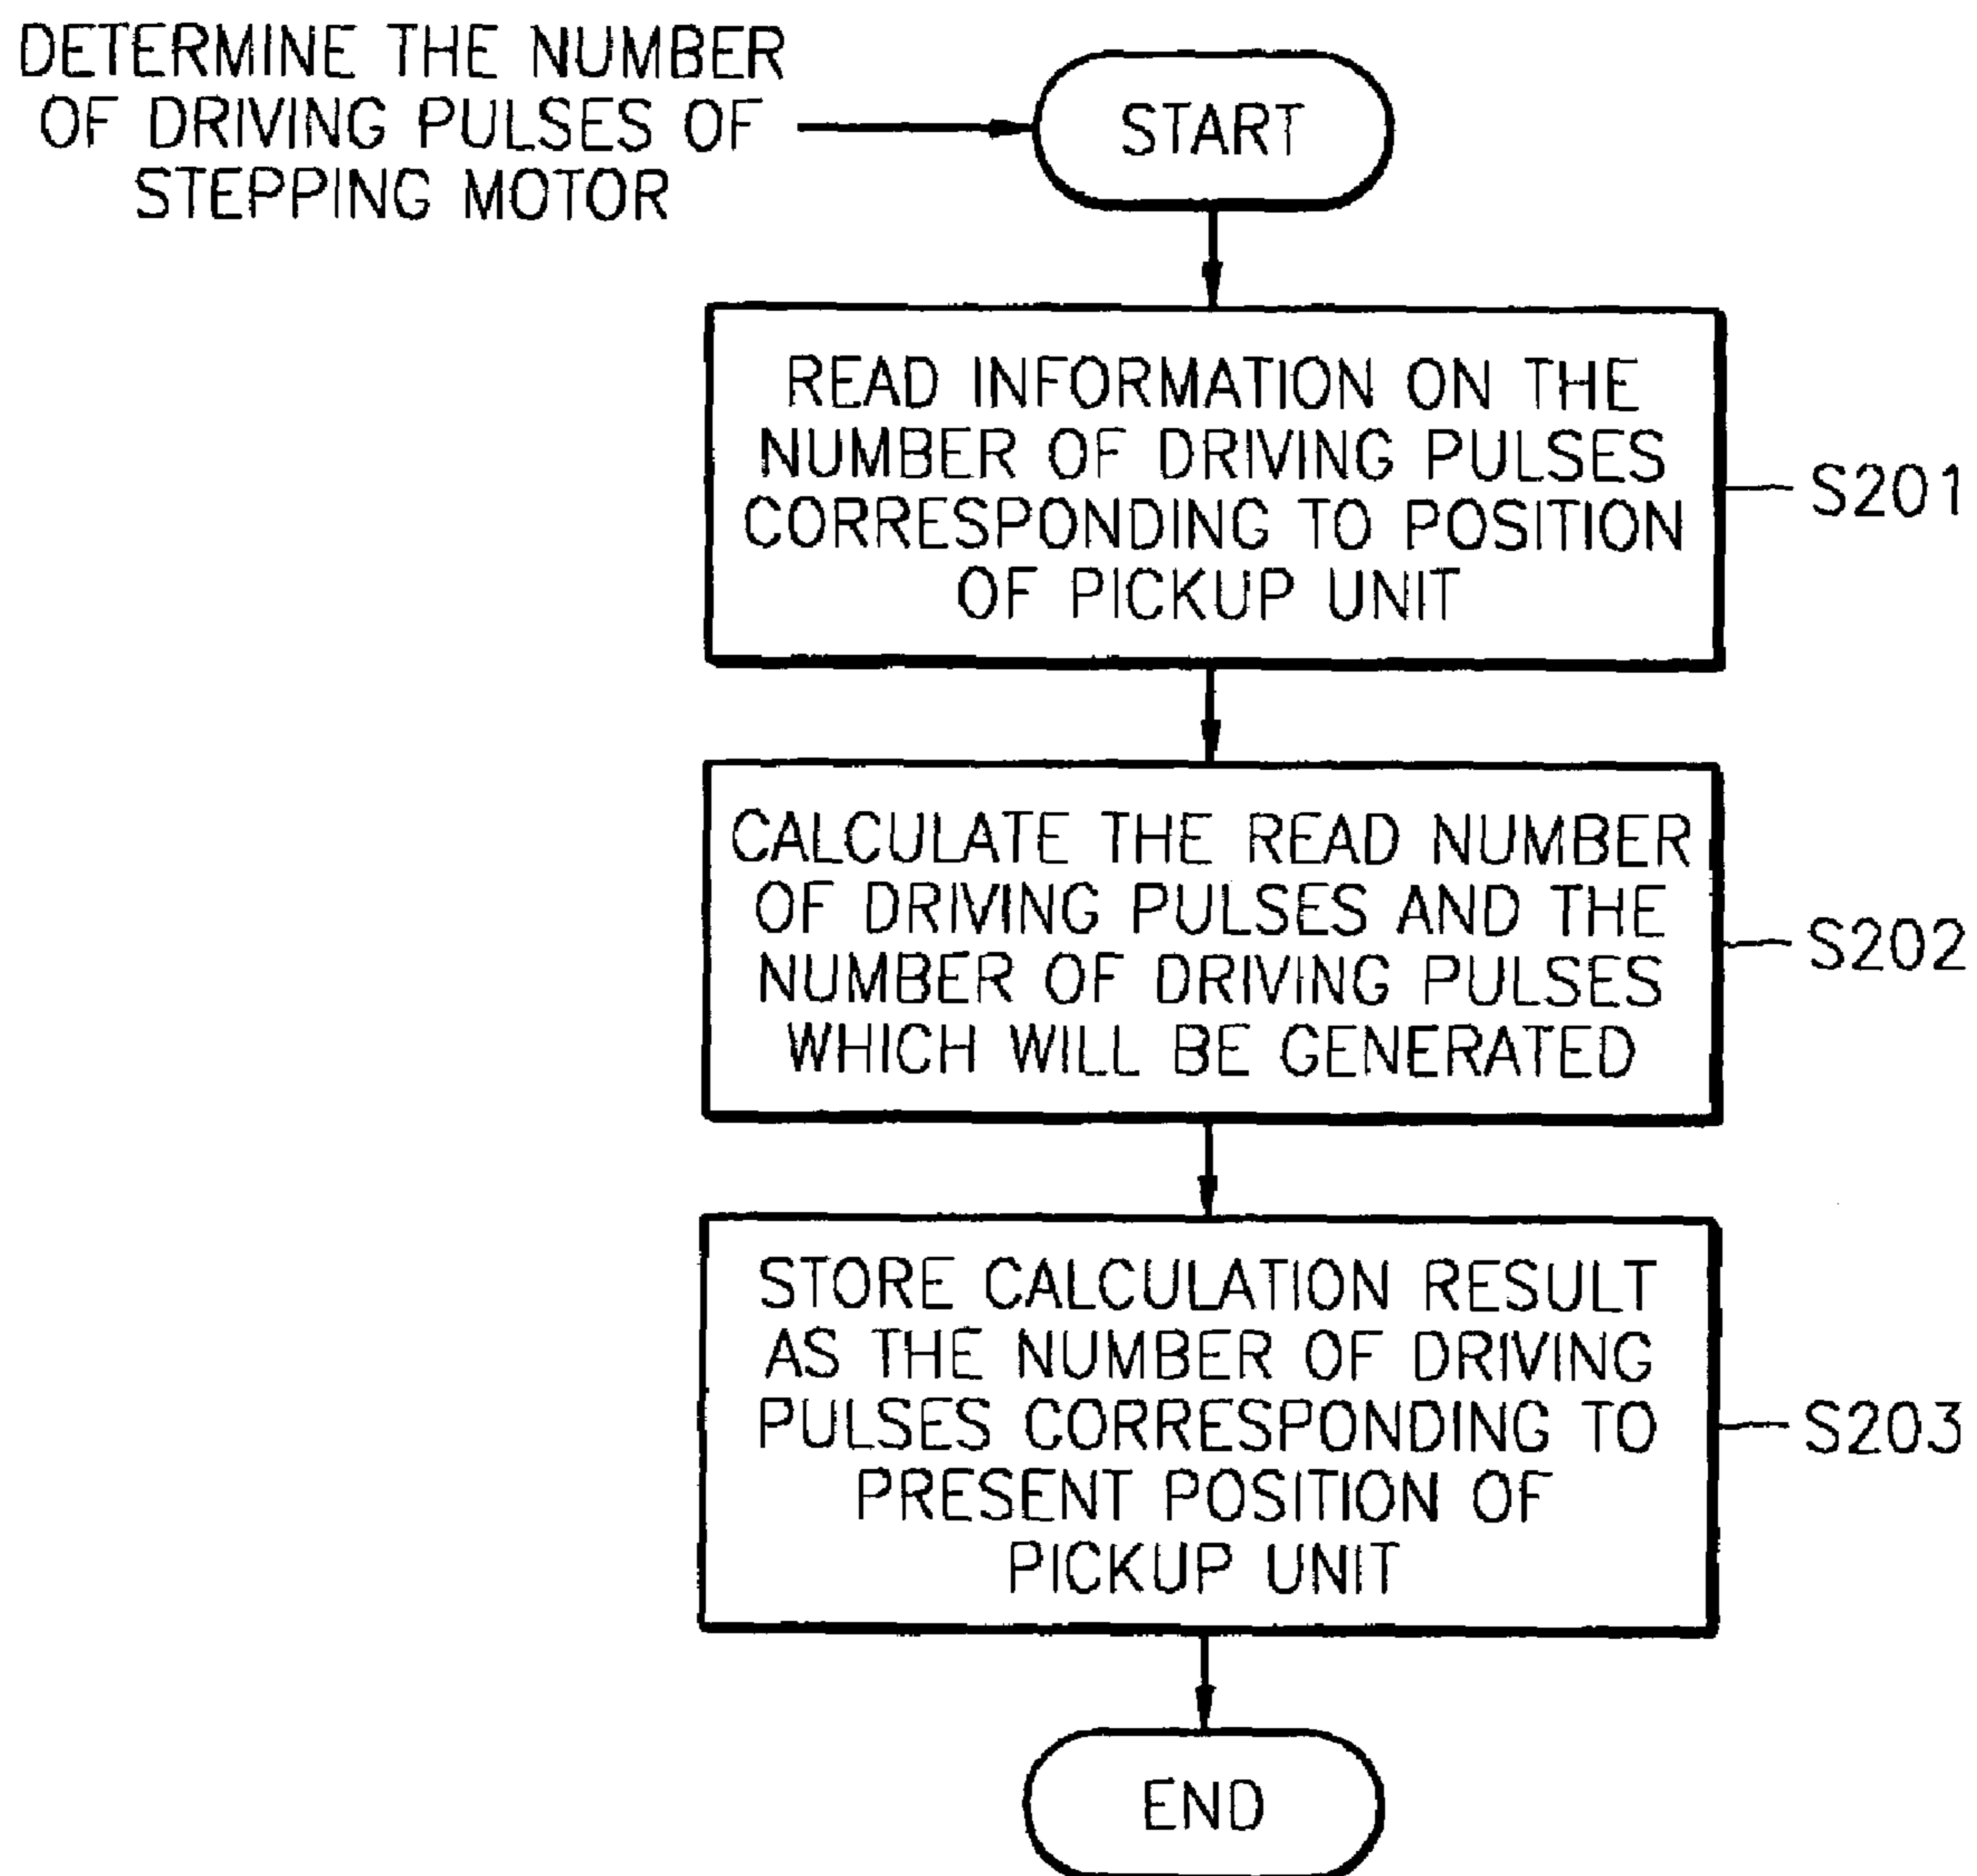 DETERMINE THE NUMBER
OF DRIVING PULSES OF
STEPPING MOTOR
START
READ INFORMATION ON THE
NUMBER OF DRIVING PULSES
CORRESPONDING TO POSITION
OF PICKUP UNIT
S201
CALCULATE THE READ NUMBER
OF DRIVING PULSES AND THE
NUMBER OF DRIVING PULSES
WHICH WILL BE GENERATED
S202
STORE CALCULATION RESULT
AS THE NUMBER OF DRIVING
PULSES CORRESPONDING TO
PRESENT POSITION OF
PICKUP UNIT
S203
END